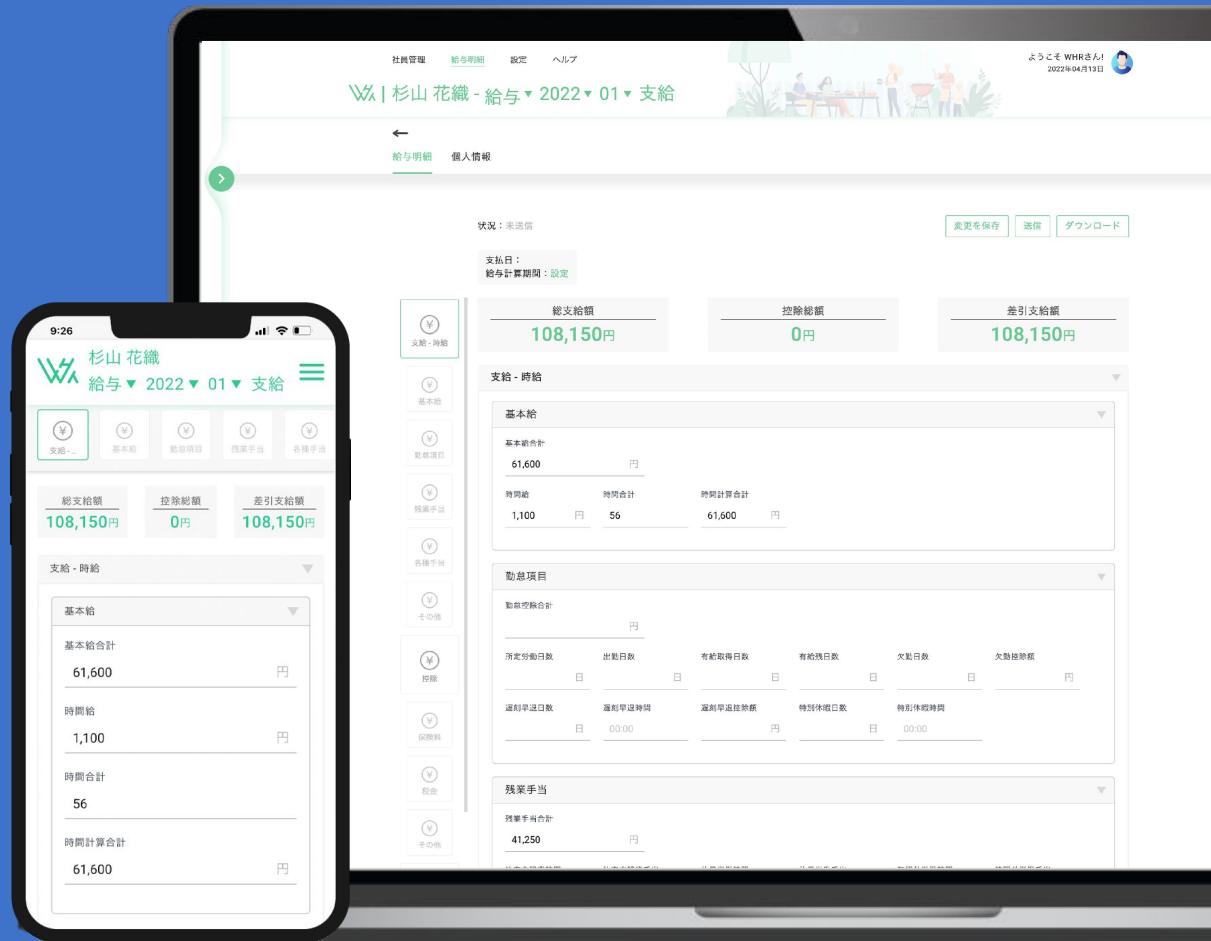 社員管理 給与明細 設定 ヘルプ
ようこそ WHRさん!
2022年04月13日
杉山 花織 - 給与▼ 2022▼ 01▼ 支給
←
給与明細 個人情報
状況：未送信
変更を保存 送信 ダウンロード
支払日：
給与計算期間：設定
総支給額 控除総額 差引支給額
108,150円 0円 108,150円
支給 - 時給
基本給
勤怠項目
残業手当
各種手当
その他
控除
保険料
税金
その他
支給 - 時給
基本給
基本給合計
61,600 円
時間給 時間合計 時間計算合計
1,100 円 56 61,600 円
勤怠項目
勤怠控除合計
円
所定労働日数 出勤日数 有給取得日数 有給残日数 欠勤日数 欠勤控除額
日 日 日 日 日 円
遅刻早退日数 遅刻早退時間 遅刻早退控除額 特別休暇日数 特別休暇時間
日 00:00 円 日 00:00
残業手当
残業手当合計
41,250 円
9:26
杉山 花織
給与▼ 2022▼ 01▼ 支給
支給 -... 基本給 勤怠項目 残業手当 各種手当
総支給額 控除総額 差引支給額
108,150円 0円 108,150円
支給 - 時給
基本給
基本給合計
61,600 円
時間給
1,100 円
時間合計
56
時間計算合計
61,600 円